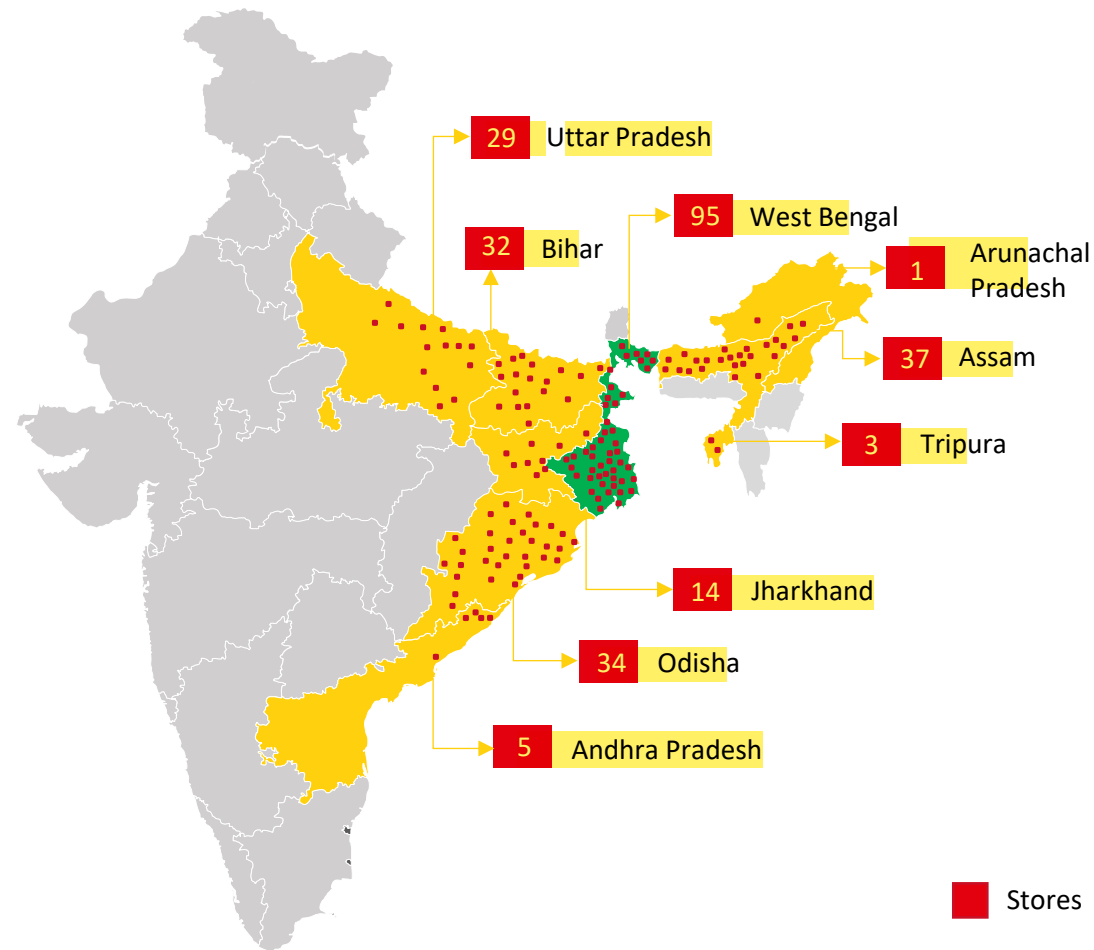 29 Uttar Pradesh
95 West Bengal
32 Bihar
1 Arunachal
Pradesh
37 Assam
3 Tripura
14 Jharkhand
34 Odisha
5 Andhra Pradesh
Stores